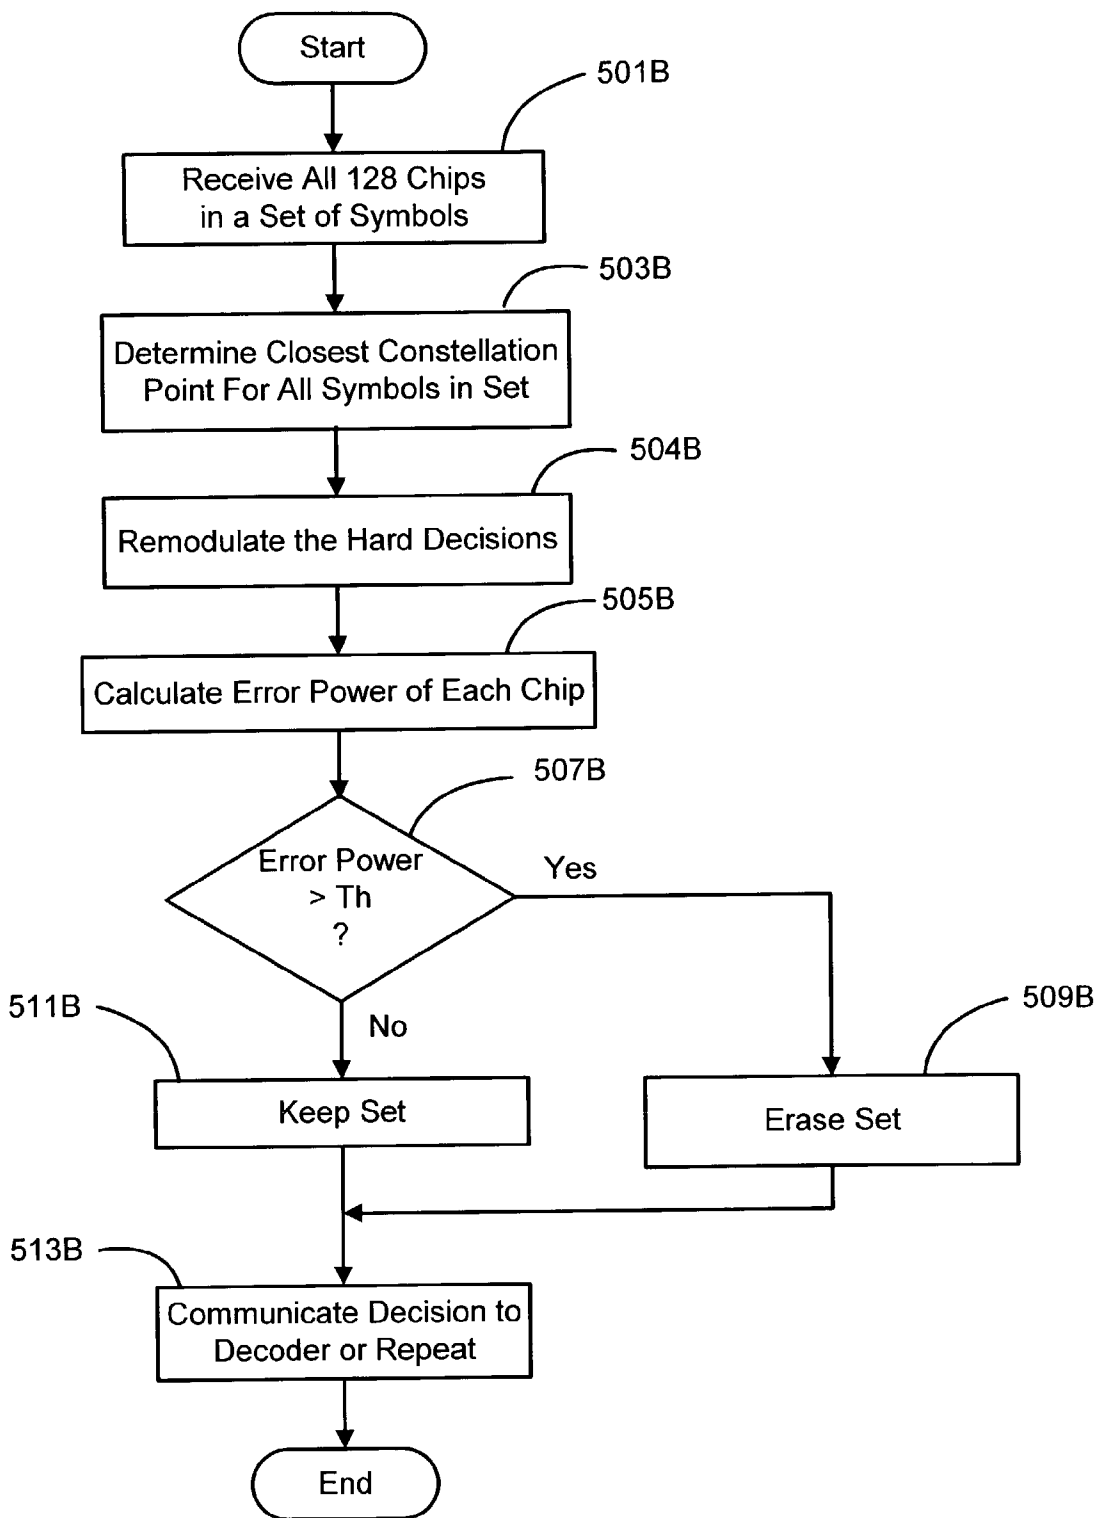 Start
501B
Receive All 128 Chips
in a Set of Symbols
503B
Determine Closest Constellation
Point For All Symbols in Set
504B
Remodulate the Hard Decisions
505B
Calculate Error Power of Each Chip
507B
Error Power
> Th
?
Yes
No
511B
509B
Keep Set
Erase Set
513B
Communicate Decision to
Decoder or Repeat
End